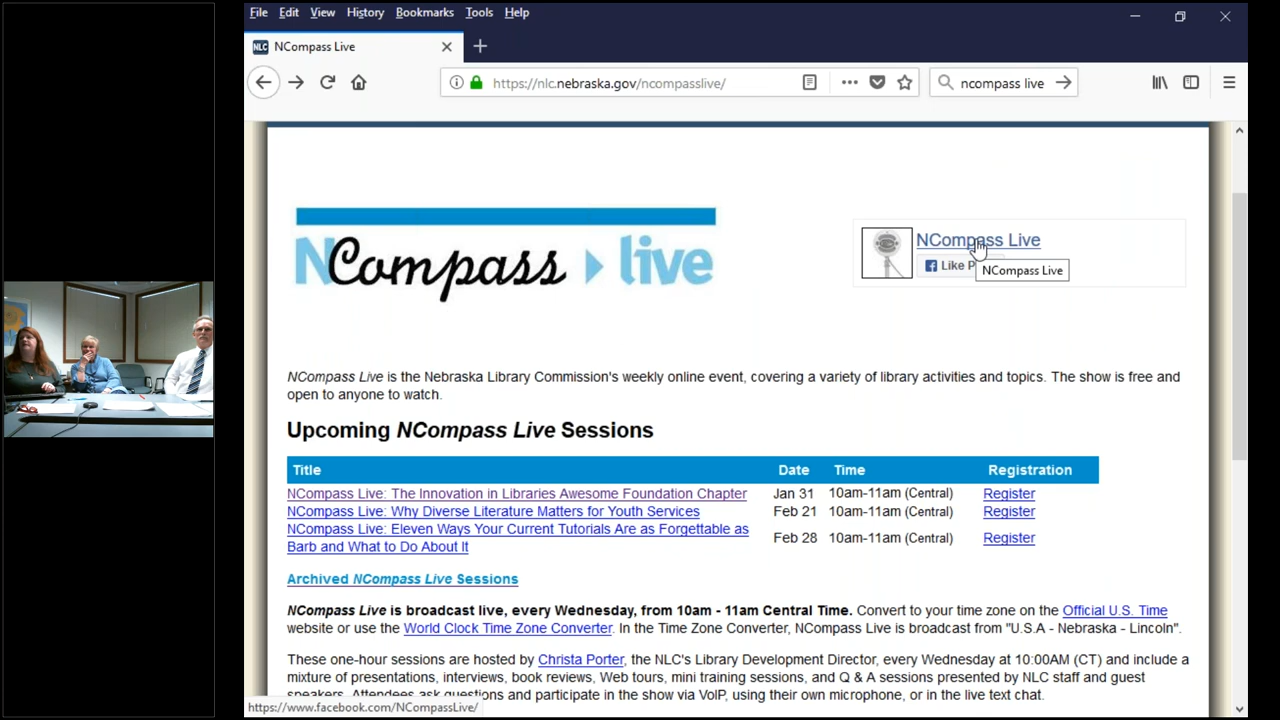 File Edit View History Bookmarks Tools Help
NLC NCompass Live
https://nlc.nebraska.gov/ncompasslive/
ncompass live
NCompass live
NCompass Live
Like P
NCompass Live
NCompass Live is the Nebraska Library Commission's weekly online event, covering a variety of library activities and topics. The show is free and
open to anyone to watch.
Upcoming NCompass Live Sessions
Title Date Time Registration
NCompass Live: The Innovation in Libraries Awesome Foundation Chapter Jan 31 10am-11am (Central) Register
NCompass Live: Why Diverse Literature Matters for Youth Services Feb 21 10am-11am (Central) Register
NCompass Live: Eleven Ways Your Current Tutorials Are as Forgettable as
Barb and What to Do About It Feb 28 10am-11am (Central) Register
Archived NCompass Live Sessions
NCompass Live is broadcast live, every Wednesday, from 10am - 11am Central Time. Convert to your time zone on the Official U.S. Time
website or use the World Clock Time Zone Converter. In the Time Zone Converter, NCompass Live is broadcast from "U.S.A - Nebraska - Lincoln".
These one-hour sessions are hosted by Christa Porter, the NLC's Library Development Director, every Wednesday at 10:00AM (CT) and include a
mixture of presentations, interviews, book reviews, Web tours, mini training sessions, and Q & A sessions presented by NLC staff and guest
speakers. Attendees ask questions and participate in the show via VoIP, using their own microphone, or in the live text chat.
https://www.facebook.com/NCompassLive/